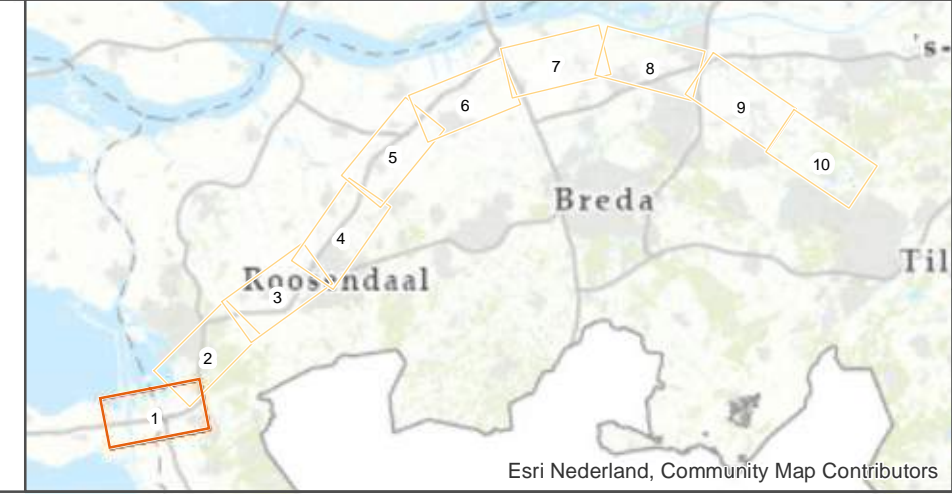 's-
7
8
6
9
5
10
Breda
4
Til
Roosendaal
3
2
1
Esri Nederland, Community Map Contributors